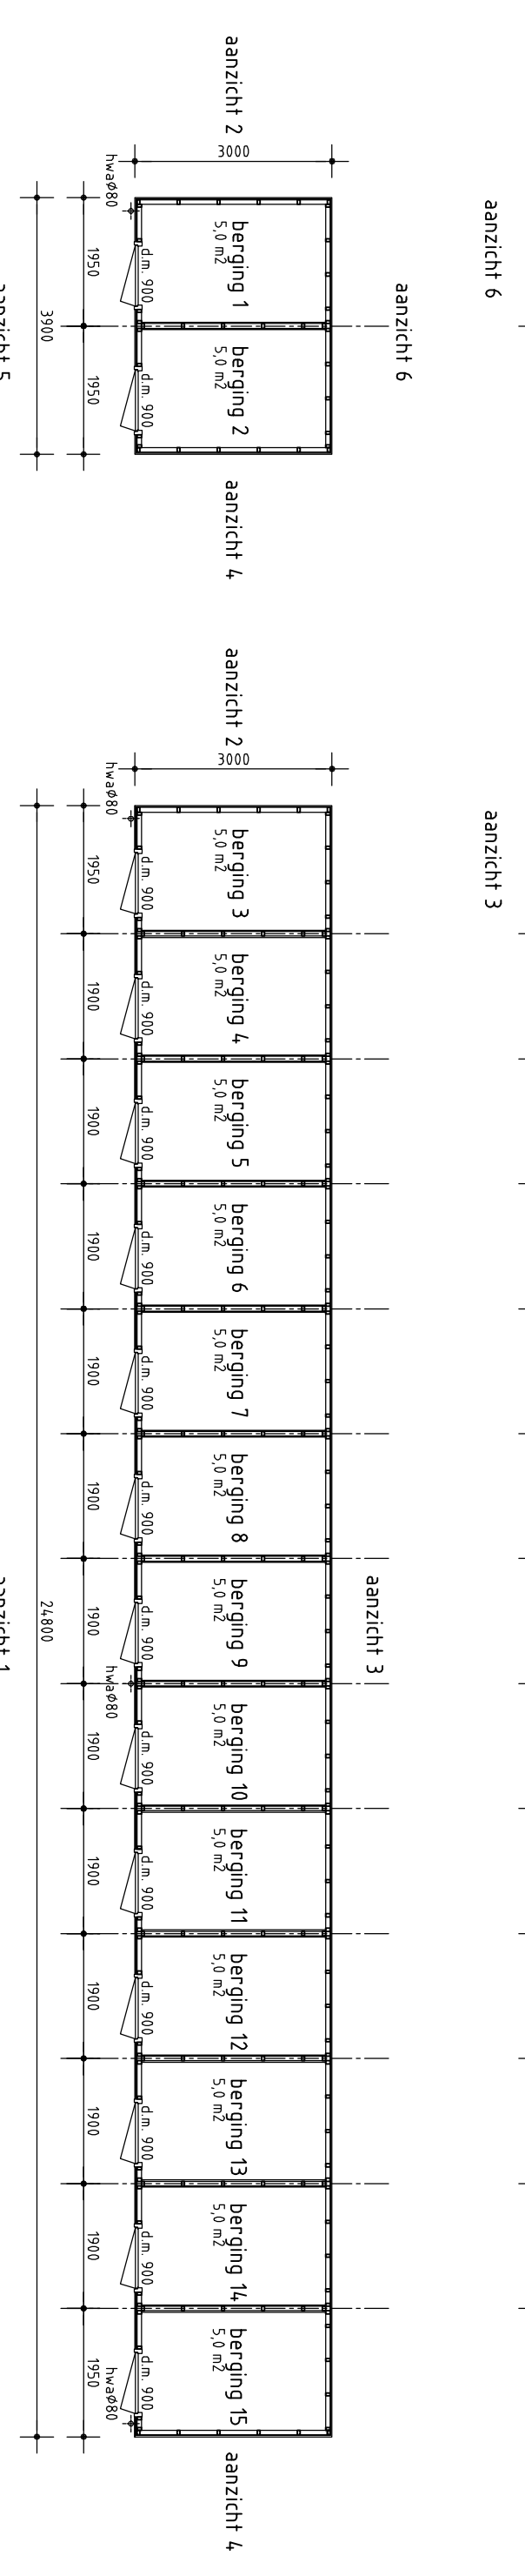 aanzicht 6
aanzicht 6
aanzicht 2
3000
hwaØ80
berging 1
5,0 m2
d.m. 900
1950
berging 2
5,0 m2
d.m. 900
1950
3900
aanzicht 5
aanzicht 4
aanzicht 3
aanzicht 3
aanzicht 2
3000
hwaØ80
berging 3
5,0 m2
d.m. 900
1950
berging 4
5,0 m2
d.m. 900
1900
berging 5
5,0 m2
d.m. 900
1900
berging 6
5,0 m2
d.m. 900
1900
berging 7
5,0 m2
d.m. 900
1900
berging 8
5,0 m2
d.m. 900
1900
berging 9
5,0 m2
d.m. 900
1900
hwaØ80
berging 10
5,0 m2
d.m. 900
1900
berging 11
5,0 m2
d.m. 900
1900
berging 12
5,0 m2
d.m. 900
1900
berging 13
5,0 m2
d.m. 900
1900
berging 14
5,0 m2
d.m. 900
1900
berging 15
5,0 m2
d.m. 900
1950
hwaØ80
24800
aanzicht 1
aanzicht 4